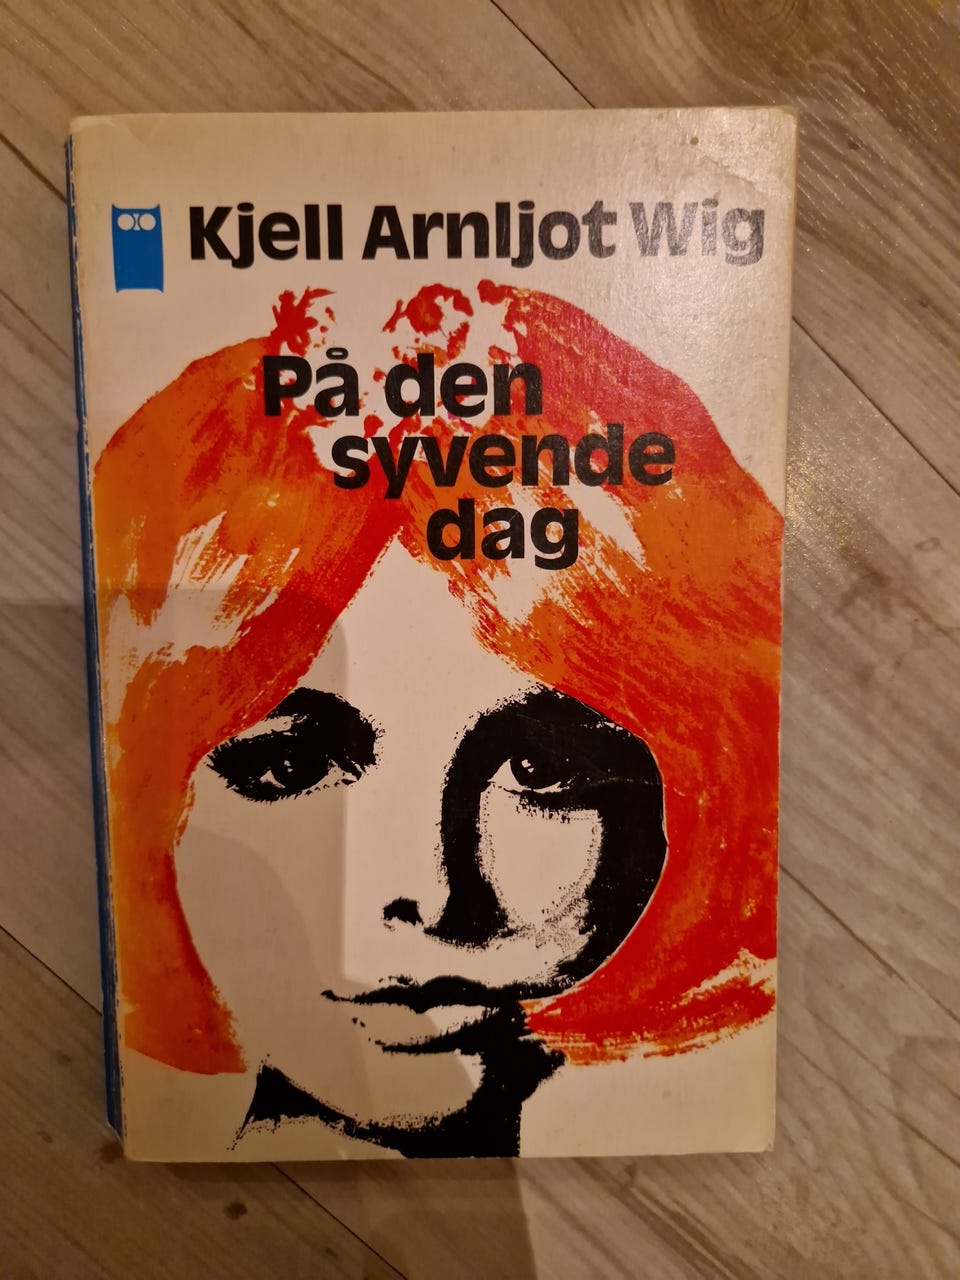 Kjell Arnljot Wig
På den
syvende
dag